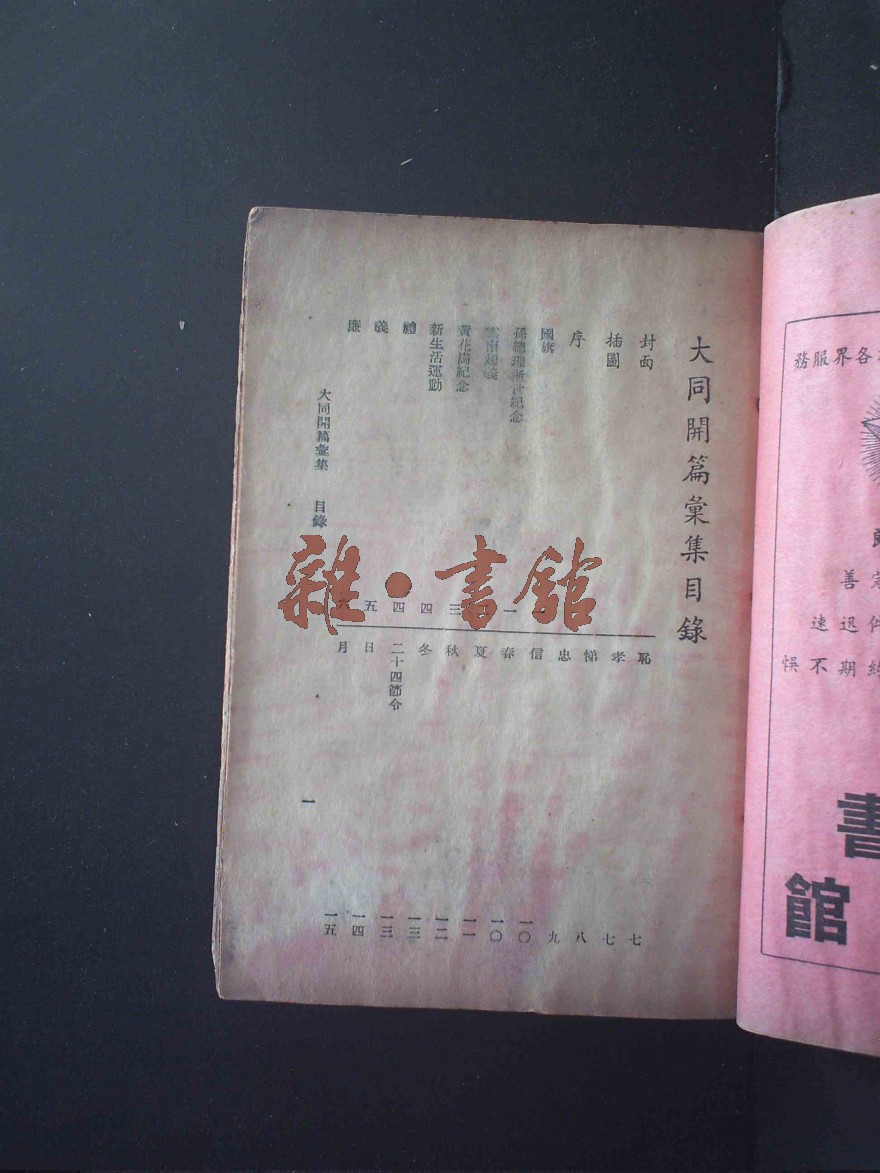 大同開篇彙集目錄
封面
插圖
序
國旗
孫總理逝世紀念
雲南起義
黃花崗紀念
新生活運動 四
禮 四
義 五
廉 六
恥 七
孝 七
悌 八
忠 九
信 一〇
春 一〇
夏 一一
秋 一二
冬 一三
二十四節令 一三
日 一四
月 一五
大同開篇彙集 目錄
一
雜·書館
各界服務
善
迅速
期不悞
書
館